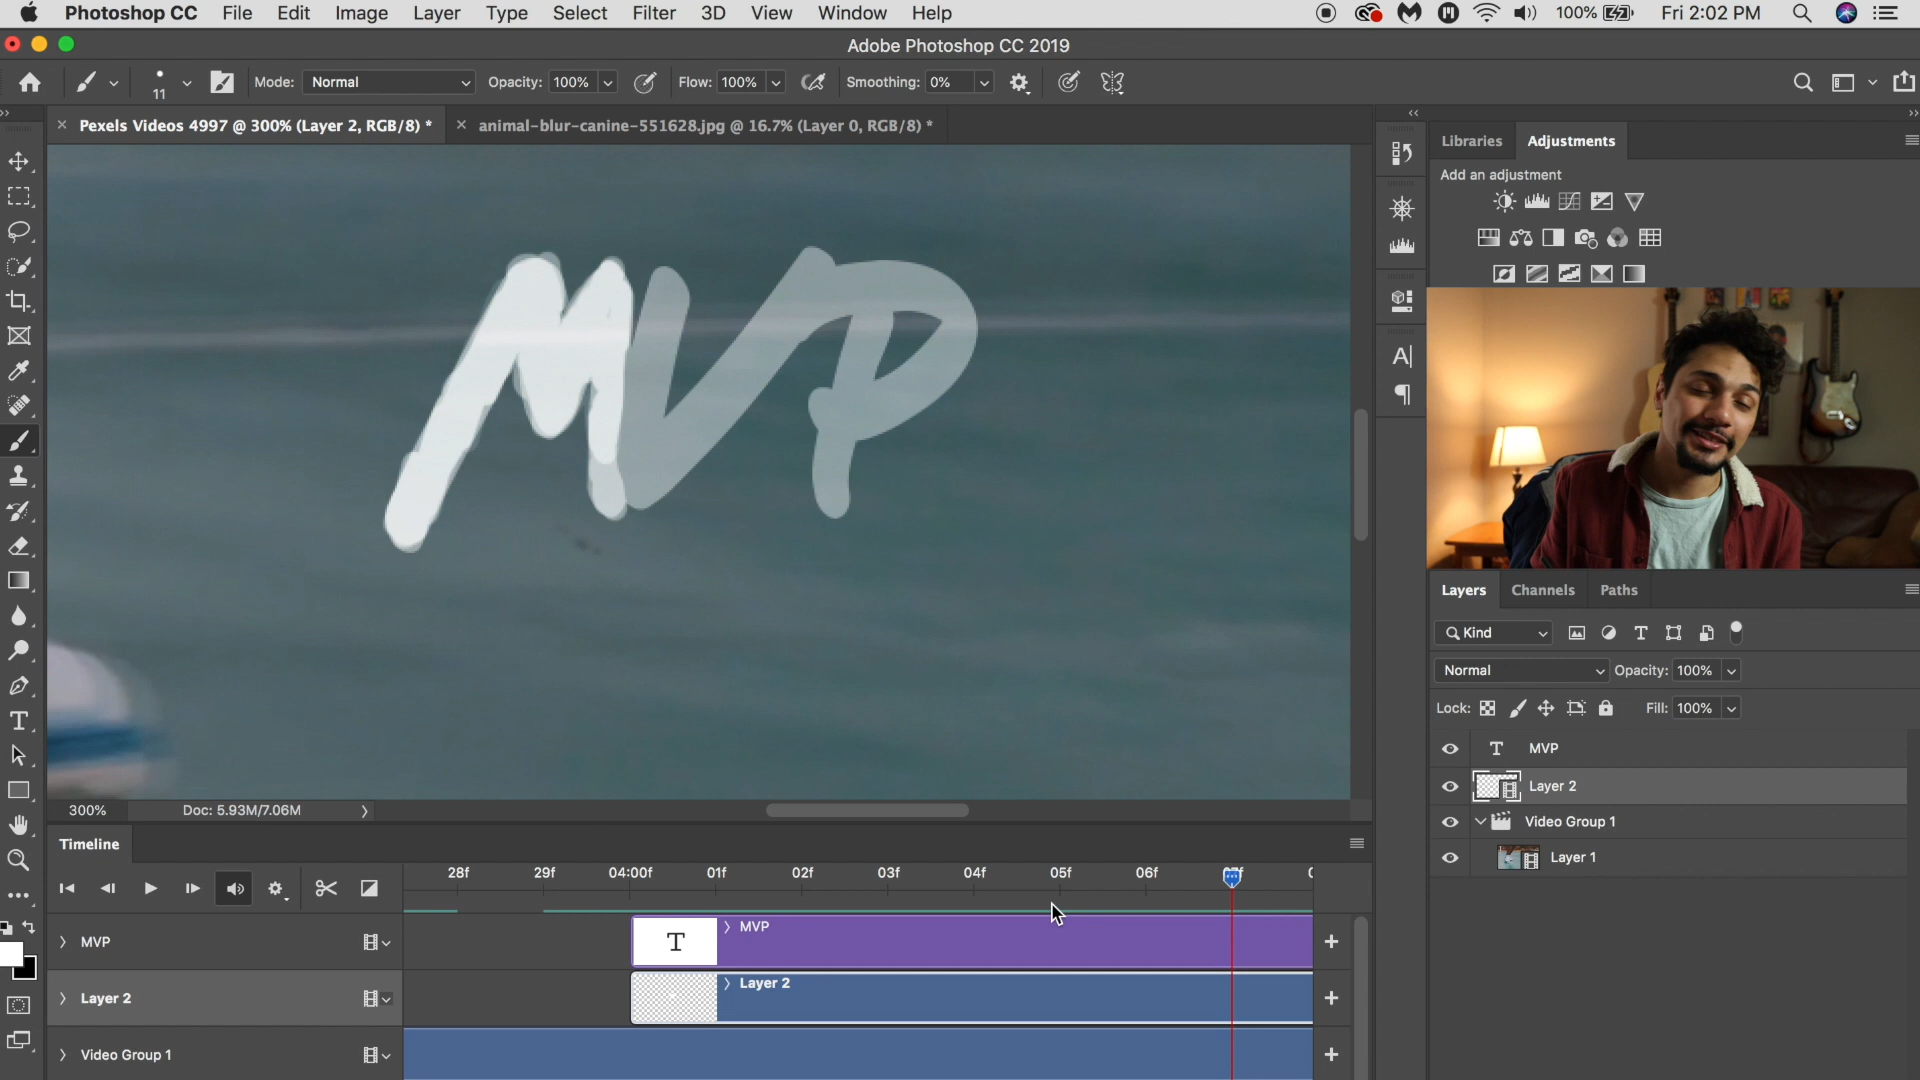 Photoshop CC File Edit Image Layer Type Select Filter 3D View Window Help 100% Fri 2:02 PM
Adobe Photoshop CC 2019
11 Mode: Normal Opacity: 100% Flow: 100% Smoothing: 0%
Pexels Videos 4997 @ 300% (Layer 2, RGB/8) * animal-blur-canine-551628.jpg @ 16.7% (Layer 0, RGB/8) *
Libraries Adjustments
Add an adjustment
MVP
Layers Channels Paths
Kind
Normal Opacity: 100%
Lock: Fill: 100%
MVP
Layer 2
Video Group 1
Layer 1
300% Doc: 5.93M/7.06M
Timeline
28f 29f 04:00f 01f 02f 03f 04f 05f 06f
MVP T MVP
Layer 2 Layer 2
Video Group 1